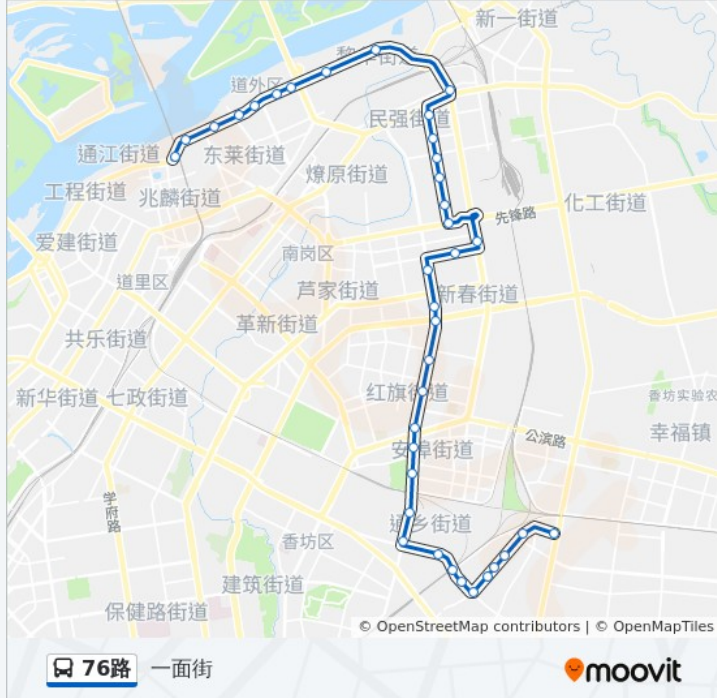 新一街道
黎华街道
道外区
民强街道
通江街道
东莱街道
燎原街道
工程街道
兆麟街道
化工街道
先锋路
爱建街道
南岗区
道里区
芦家街道
新春街道
革新街道
共乐街道
红旗街道
新华街道
七政街道
香坊实验农
幸福镇
公滨路
安埠街道
学府路
通乡街道
香坊区
建筑街道
保健路街道
© OpenStreetMap contributors | © OpenMapTiles
76路
一面街
moovit